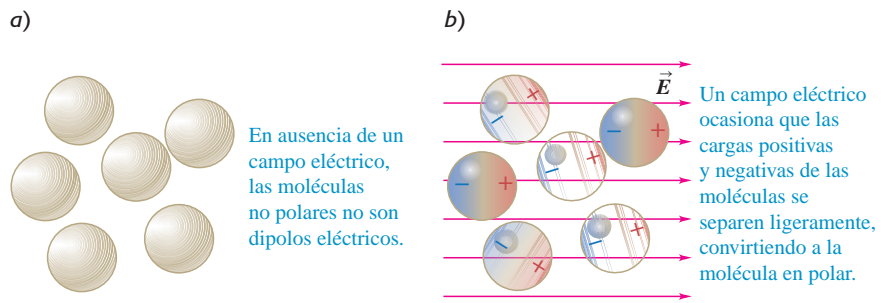 a)
En ausencia de un
campo eléctrico,
las moléculas
no polares no son
dipolos eléctricos.
b)
E
Un campo eléctrico
ocasiona que las
cargas positivas
y negativas de las
moléculas se
separen ligeramente,
convirtiendo a la
molécula en polar.
− +
− +
− +
− +
− +
− +